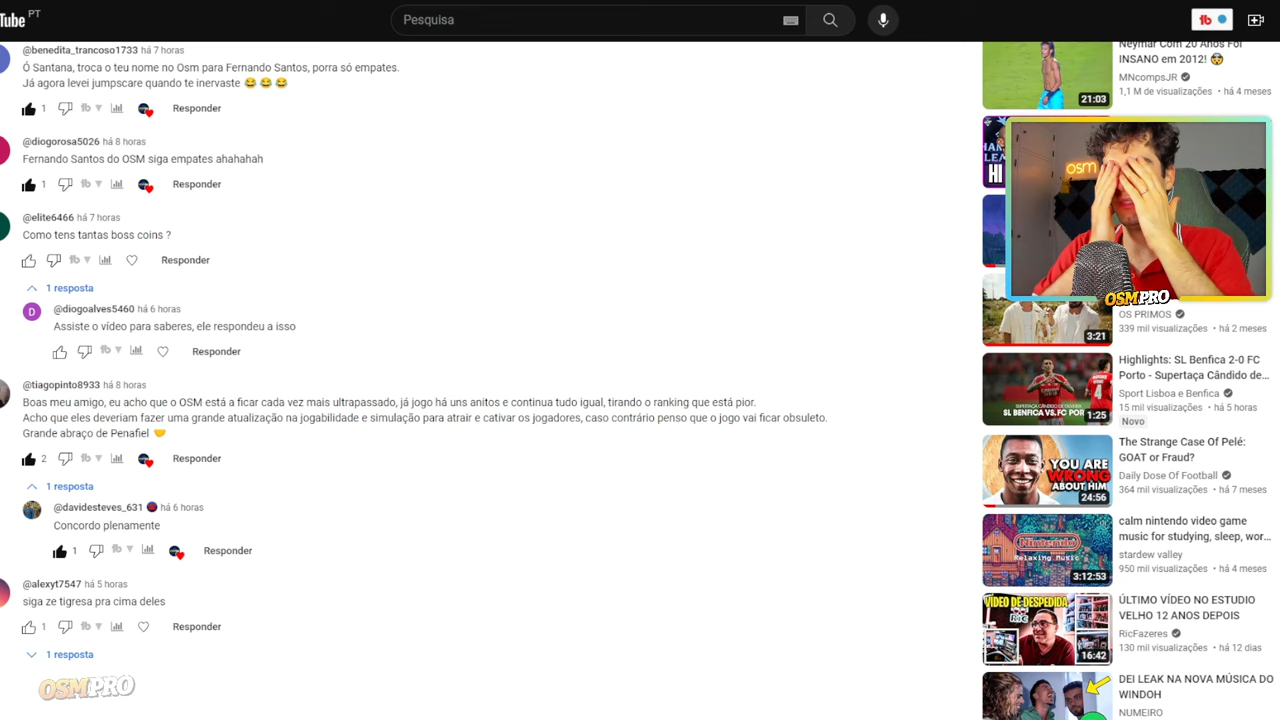 Tube PT
Pesquisa
@benedita_trancoso1733 há 7 horas
Ó Santana, troca o teu nome no Osm para Fernando Santos, porra só empates.
Já agora levei jumpscare quando te inervaste 😂 😂 😂
1 Responder
@diogorosa5026 há 8 horas
Fernando Santos do OSM siga empates ahahahah
1 Responder
@elite6466 há 7 horas
Como tens tantas boss coins ?
Responder
1 resposta
D
@diogoalves5460 há 6 horas
Assiste o vídeo para saberes, ele respondeu a isso
Responder
@tiagopinto8933 há 8 horas
Boas meu amigo, eu acho que o OSM está a ficar cada vez mais ultrapassado, já jogo há uns anitos e continua tudo igual, tirando o ranking que está pior.
Acho que eles deveriam fazer uma grande atualização na jogabilidade e simulação para atrair e cativar os jogadores, caso contrário penso que o jogo vai ficar obsuleto.
Grande abraço de Penafiel 🤝
2 Responder
1 resposta
@davidesteves_631 há 6 horas
Concordo plenamente
1 Responder
@alexyt7547 há 5 horas
siga ze tigresa pra cima deles
1 Responder
1 resposta
OSMPRO
Neymar Com 20 Anos Foi
INSANO em 2012! 🤯
MNcompsJR
1,1 M de visualizações • há 4 meses
21:03
HI
osm
OSMPRO
OS PRIMOS
339 mil visualizações • há 2 meses
3:21
Highlights: SL Benfica 2-0 FC
Porto - Supertaça Cândido de...
Sport Lisboa e Benfica
15 mil visualizações • há 5 horas
Novo
SL BENFICA VS. FC POR
1:25
The Strange Case Of Pelé:
GOAT or Fraud?
Daily Dose Of Football
364 mil visualizações • há 7 meses
YOU ARE
WRONG
ABOUT HIM
24:56
calm nintendo video game
music for studying, sleep, wor...
stardew valley
950 mil visualizações • há 4 meses
Nintendo
Relaxing Music
3:12:53
ÚLTIMO VÍDEO NO ESTUDIO
VELHO 12 ANOS DEPOIS
RicFazeres
130 mil visualizações • há 12 dias
VIDEO DE DESPEDIDA
Ric
16:42
DEI LEAK NA NOVA MÚSICA DO
WINDOH
NUMEIRO